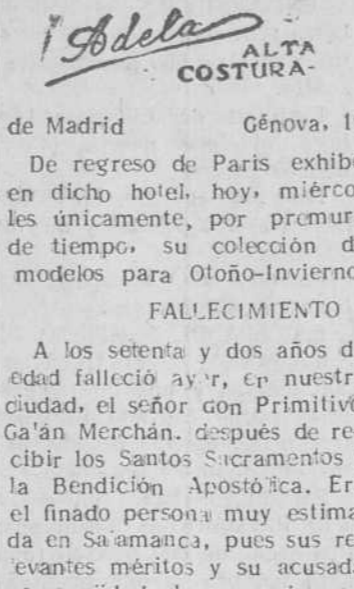 ¡Adela
ALTA
COSTURA-
de Madrid Génova, 1
De regreso de Paris exhib
en dicho hotel, hoy, miérco
les únicamente, por premur
de tiempo, su colección d
modelos para Otoño-Invierno
FALLECIMIENTO
A los setenta y dos años d
edad falleció ayer, en nuestr
ciudad, el señor don Primitiv
Galán Merchán. después de re
cibir los Santos Sacramentos
la Bendición Apostólica. Er
el finado persona muy estima
da en Salamanca, pues sus re
levantes méritos y su acusad